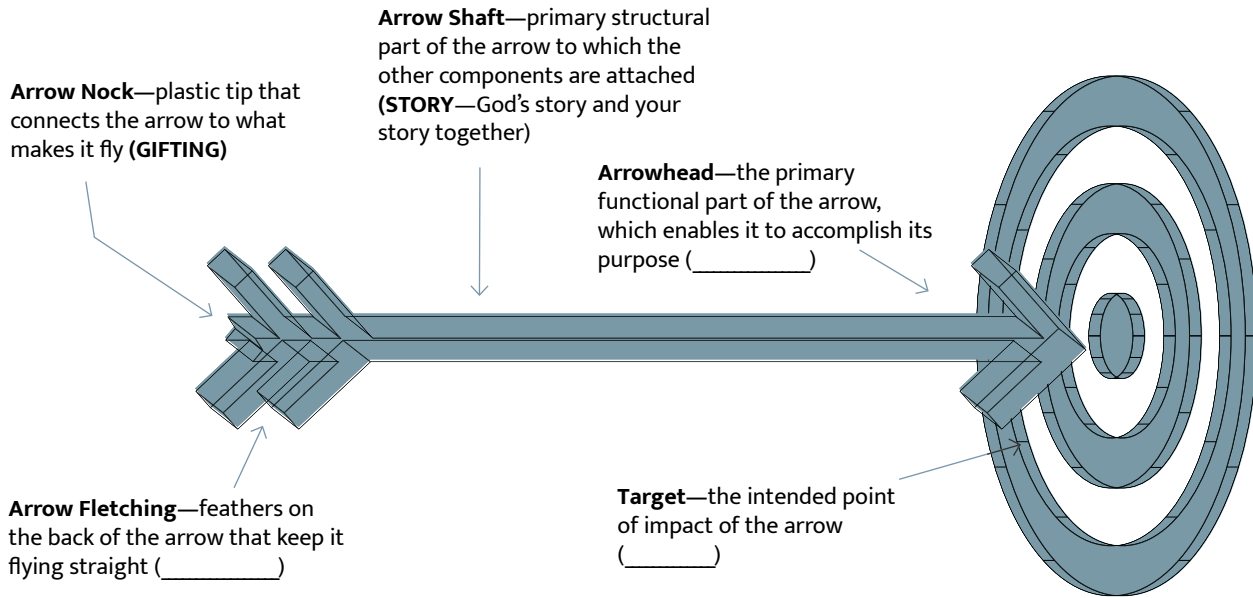 Arrow Shaft—primary structural
part of the arrow to which the
other components are attached
(STORY—God’s story and your
story together)
Arrow Nock—plastic tip that
connects the arrow to what
makes it fly (GIFTING)
Arrowhead—the primary
functional part of the arrow,
which enables it to accomplish its
purpose (____________)
Arrow Fletching—feathers on
the back of the arrow that keep it
flying straight (____________)
Target—the intended point
of impact of the arrow
(_________)